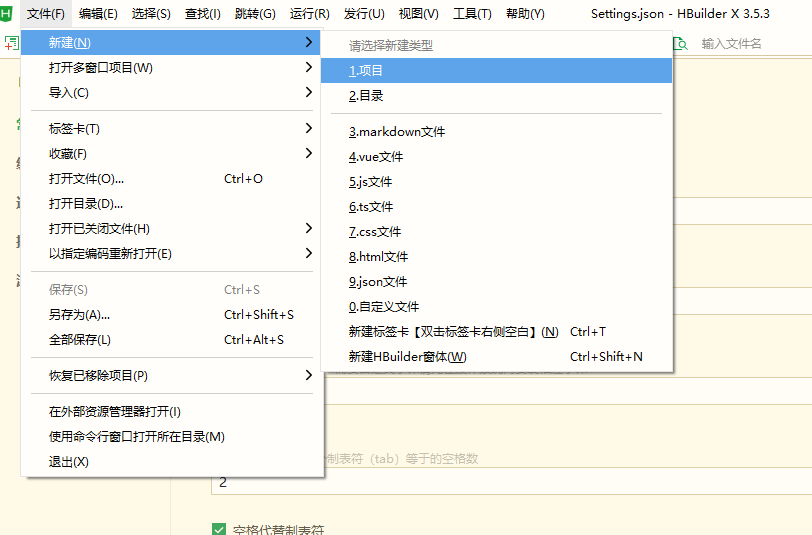 文件(F) 编辑(E) 选择(S) 查找(I) 跳转(G) 运行(R) 发行(U) 视图(V) 工具(T) 帮助(Y) Settings.json - HBuilder X 3.5.3
输入文件名
新建(N)
打开多窗口项目(W)
导入(C)
标签卡(T)
收藏(F)
打开文件(O)... Ctrl+O
打开目录(D)...
打开已关闭文件(H)
以指定编码重新打开(E)
保存(S) Ctrl+S
另存为(A)... Ctrl+Shift+S
全部保存(L) Ctrl+Alt+S
恢复已移除项目(P)
在外部资源管理器打开(I)
使用命令行窗口打开所在目录(M)
退出(X)
请选择新建类型
1.项目
2.目录
3.markdown文件
4.vue文件
5.js文件
6.ts文件
7.css文件
8.html文件
9.json文件
0.自定义文件
新建标签卡【双击标签卡右侧空白】(N) Ctrl+T
新建HBuilder窗体(W) Ctrl+Shift+N
制表符（tab）等于的空格数
2
空格代替制表符